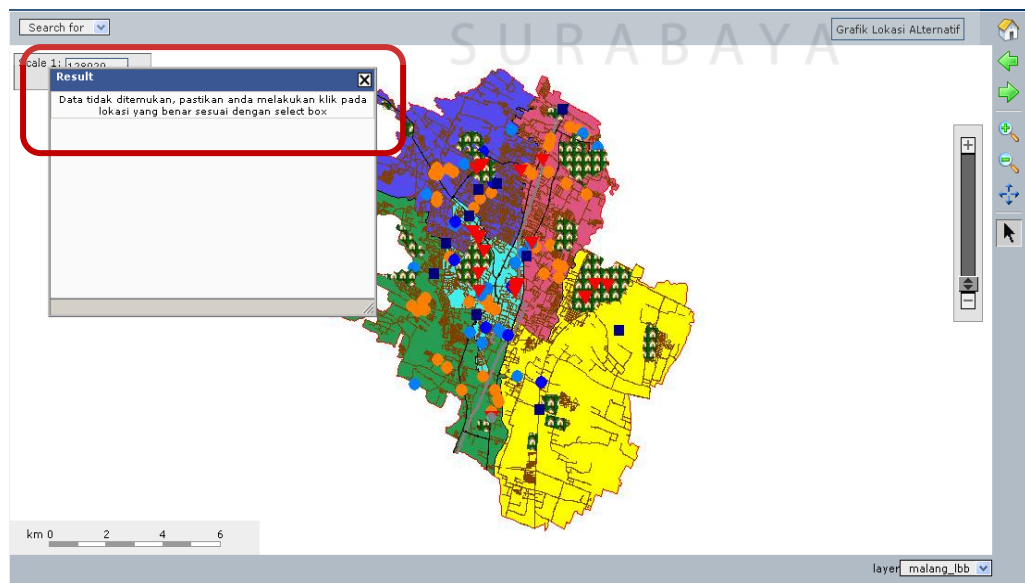 Search for
SURABAYA
Grafik Lokasi ALternatif
Scale 1: 128020
Result
Data tidak ditemukan, pastikan anda melakukan klik pada
lokasi yang benar sesuai dengan select box
km 0 2 4 6
layer malang_lbb